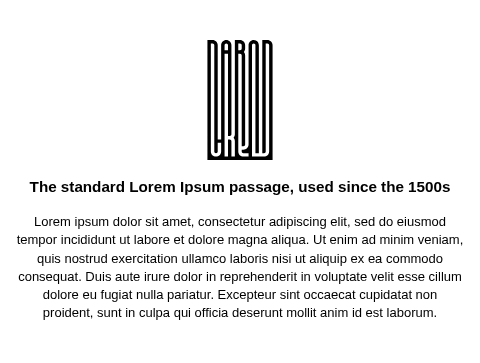 DABOD
crew
The standard Lorem Ipsum passage, used since the 1500s
Lorem ipsum dolor sit amet, consectetur adipiscing elit, sed do eiusmod
tempor incididunt ut labore et dolore magna aliqua. Ut enim ad minim veniam,
quis nostrud exercitation ullamco laboris nisi ut aliquip ex ea commodo
consequat. Duis aute irure dolor in reprehenderit in voluptate velit esse cillum
dolore eu fugiat nulla pariatur. Excepteur sint occaecat cupidatat non
proident, sunt in culpa qui officia deserunt mollit anim id est laborum.